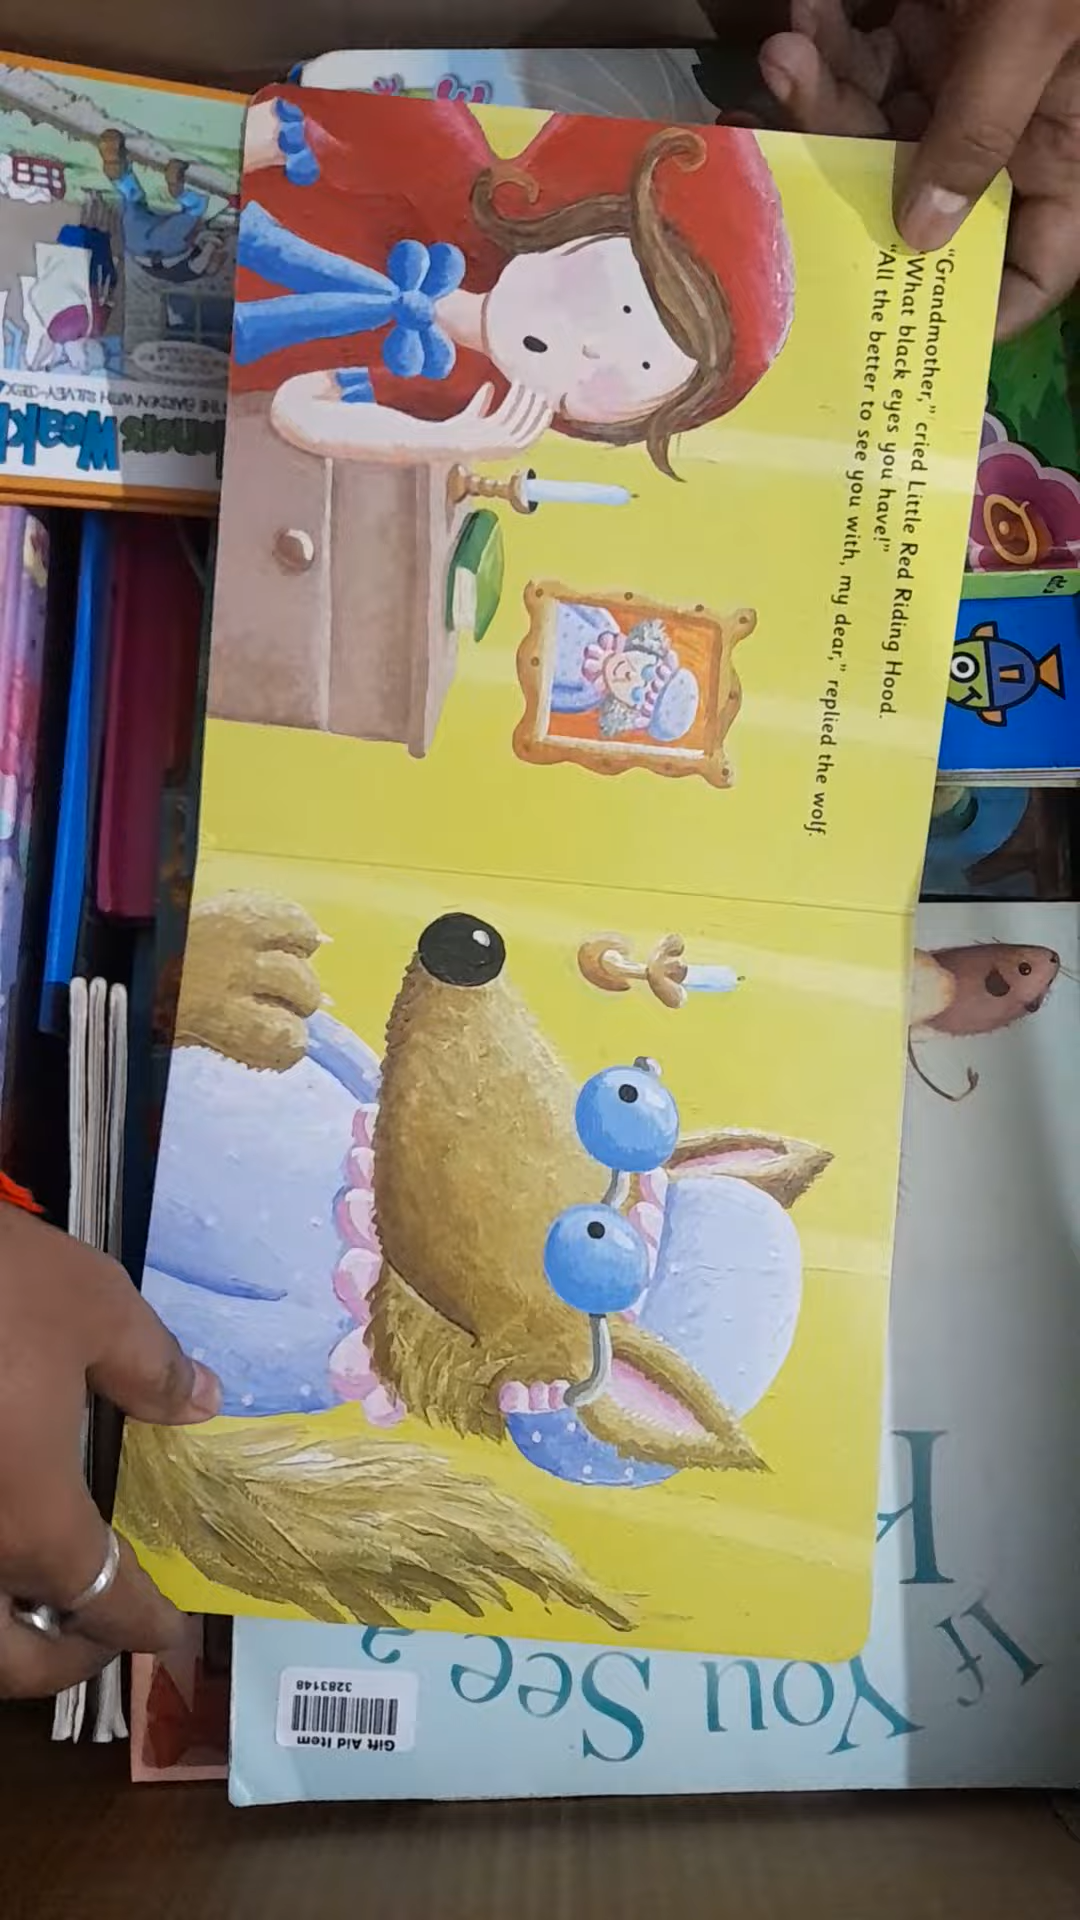 “Grandmother,” cried Little Red Riding Hood.
“What black eyes you have!”
“All the better to see you with, my dear,” replied the wolf.
If You See a
K
Gift Aid Item
3283148